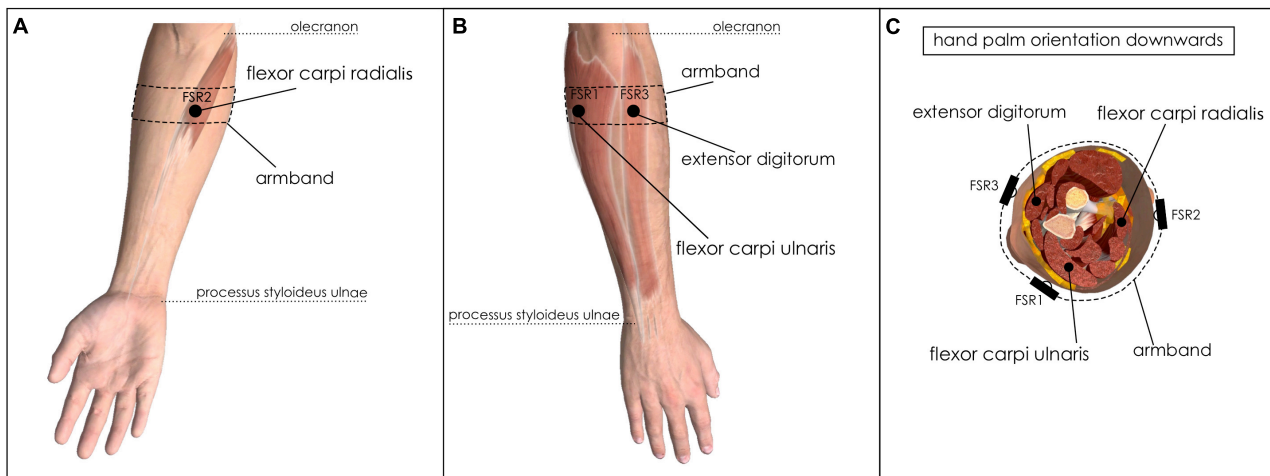 A
olecranon
flexor carpi radialis
FSR2
armband
processus styloideus ulnae
B
olecranon
armband
FSR1
FSR3
extensor digitorum
flexor carpi ulnaris
processus styloideus ulnae
C
hand palm orientation downwards
extensor digitorum
flexor carpi radialis
FSR3
FSR2
FSR1
flexor carpi ulnaris
armband